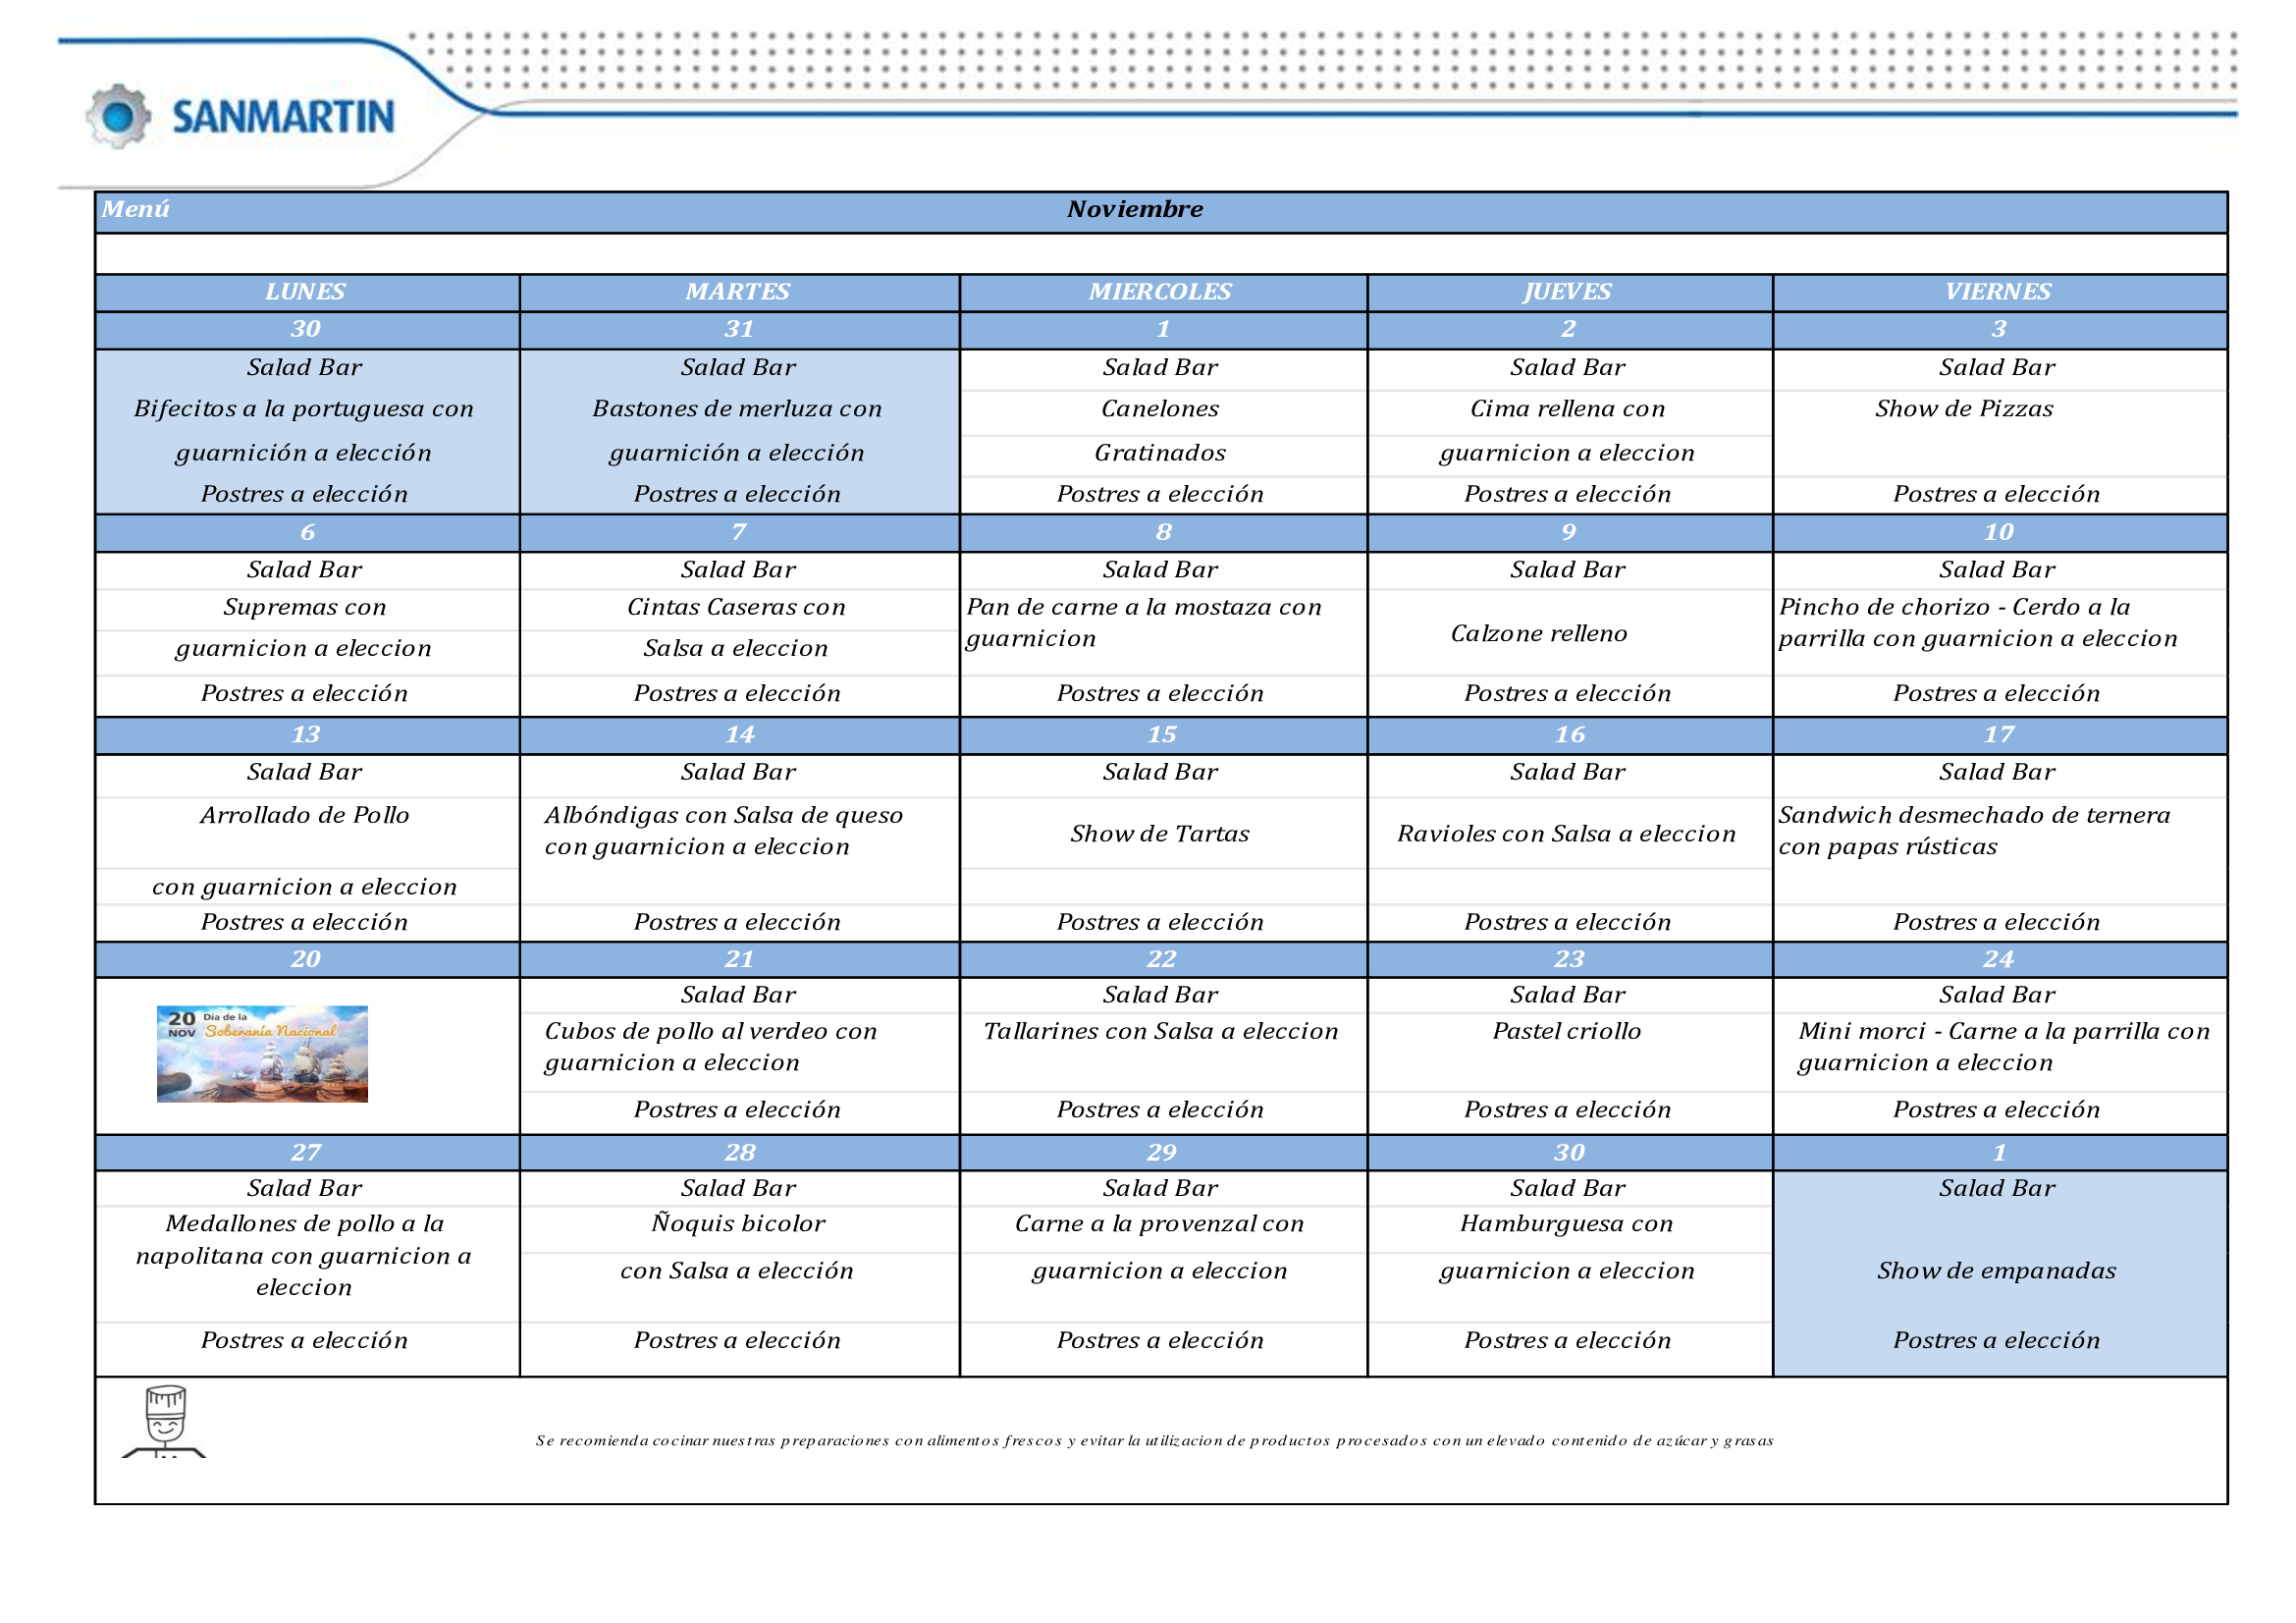 SANMARTIN
Menú Noviembre
LUNES MARTES MIERCOLES JUEVES VIERNES
30 31 1 2 3
Salad Bar Salad Bar Salad Bar Salad Bar Salad Bar
Bifecitos a la portuguesa con Bastones de merluza con Canelones Cima rellena con Show de Pizzas
guarnición a elección guarnición a elección Gratinados guarnicion a eleccion
Postres a elección Postres a elección Postres a elección Postres a elección Postres a elección
6 7 8 9 10
Salad Bar Salad Bar Salad Bar Salad Bar Salad Bar
Supremas con Cintas Caseras con Pan de carne a la mostaza con Pincho de chorizo - Cerdo a la
guarnicion a eleccion Salsa a eleccion guarnicion Calzone relleno parrilla con guarnicion a eleccion
Postres a elección Postres a elección Postres a elección Postres a elección Postres a elección
13 14 15 16 17
Salad Bar Salad Bar Salad Bar Salad Bar Salad Bar
Arrollado de Pollo Albóndigas con Salsa de queso Show de Tartas Ravioles con Salsa a eleccion Sandwich desmechado de ternera
con guarnicion a eleccion con papas rústicas
con guarnicion a eleccion
Postres a elección Postres a elección Postres a elección Postres a elección Postres a elección
20 21 22 23 24
Salad Bar Salad Bar Salad Bar Salad Bar
20 Día de la
NOV Soberanía Nacional
Cubos de pollo al verdeo con Tallarines con Salsa a eleccion Pastel criollo Mini morci - Carne a la parrilla con
guarnicion a eleccion guarnicion a eleccion
Postres a elección Postres a elección Postres a elección Postres a elección
27 28 29 30 1
Salad Bar Salad Bar Salad Bar Salad Bar Salad Bar
Medallones de pollo a la Ñoquis bicolor Carne a la provenzal con Hamburguesa con
napolitana con guarnicion a con Salsa a elección guarnicion a eleccion guarnicion a eleccion Show de empanadas
eleccion
Postres a elección Postres a elección Postres a elección Postres a elección Postres a elección
Se recomienda cocinar nuestras preparaciones con alimentos frescos y evitar la utilizacion de productos procesados con un elevado contenido de azúcar y grasas